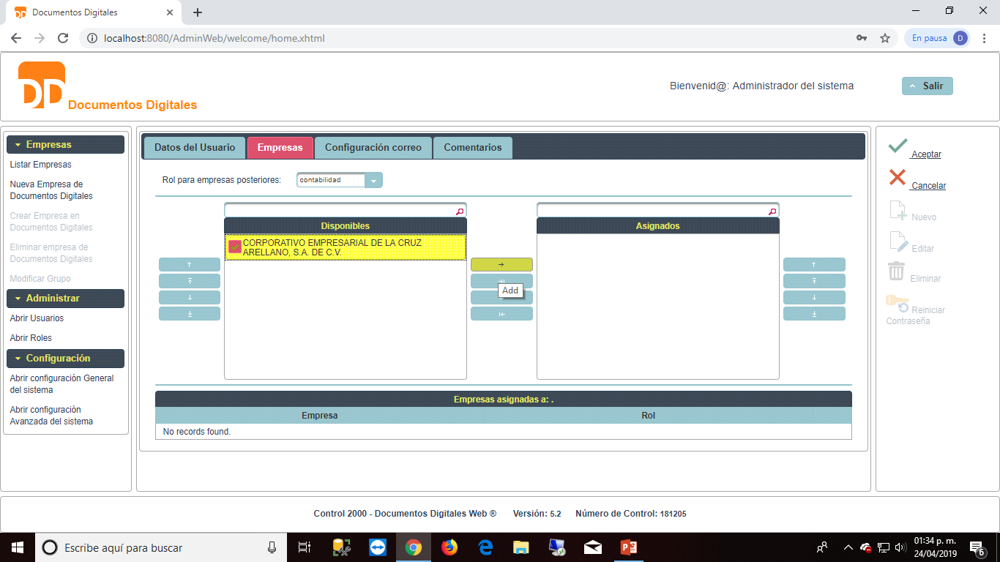 Documentos Digitales
localhost:8080/AdminWeb/welcome/home.xhtml
En pausa
D
DD
Documentos Digitales
Bienvenid@: Administrador del sistema
Salir
Empresas
Listar Empresas
Nueva Empresa de
Documentos Digitales
Crear Empresa en
Documentos Digitales
Eliminar empresa de
Documentos Digitales
Modificar Grupo
Administrar
Abrir Usuarios
Abrir Roles
Configuración
Abrir configuración General
del sistema
Abrir configuración
Avanzada del sistema
Datos del Usuario
Empresas
Configuración correo
Comentarios
Rol para empresas posteriores:
contabilidad
Disponibles
CORPORATIVO EMPRESARIAL DE LA CRUZ
ARELLANO, S.A. DE C.V.
Add
Asignados
Empresas asignadas a: .
Empresa
Rol
No records found.
Aceptar
Cancelar
Nuevo
Editar
Eliminar
Reiniciar
Contraseña
Control 2000 - Documentos Digitales Web ®
Versión: 5.2
Número de Control: 181205
Escribe aquí para buscar
01:34 p. m.
24/04/2019
6